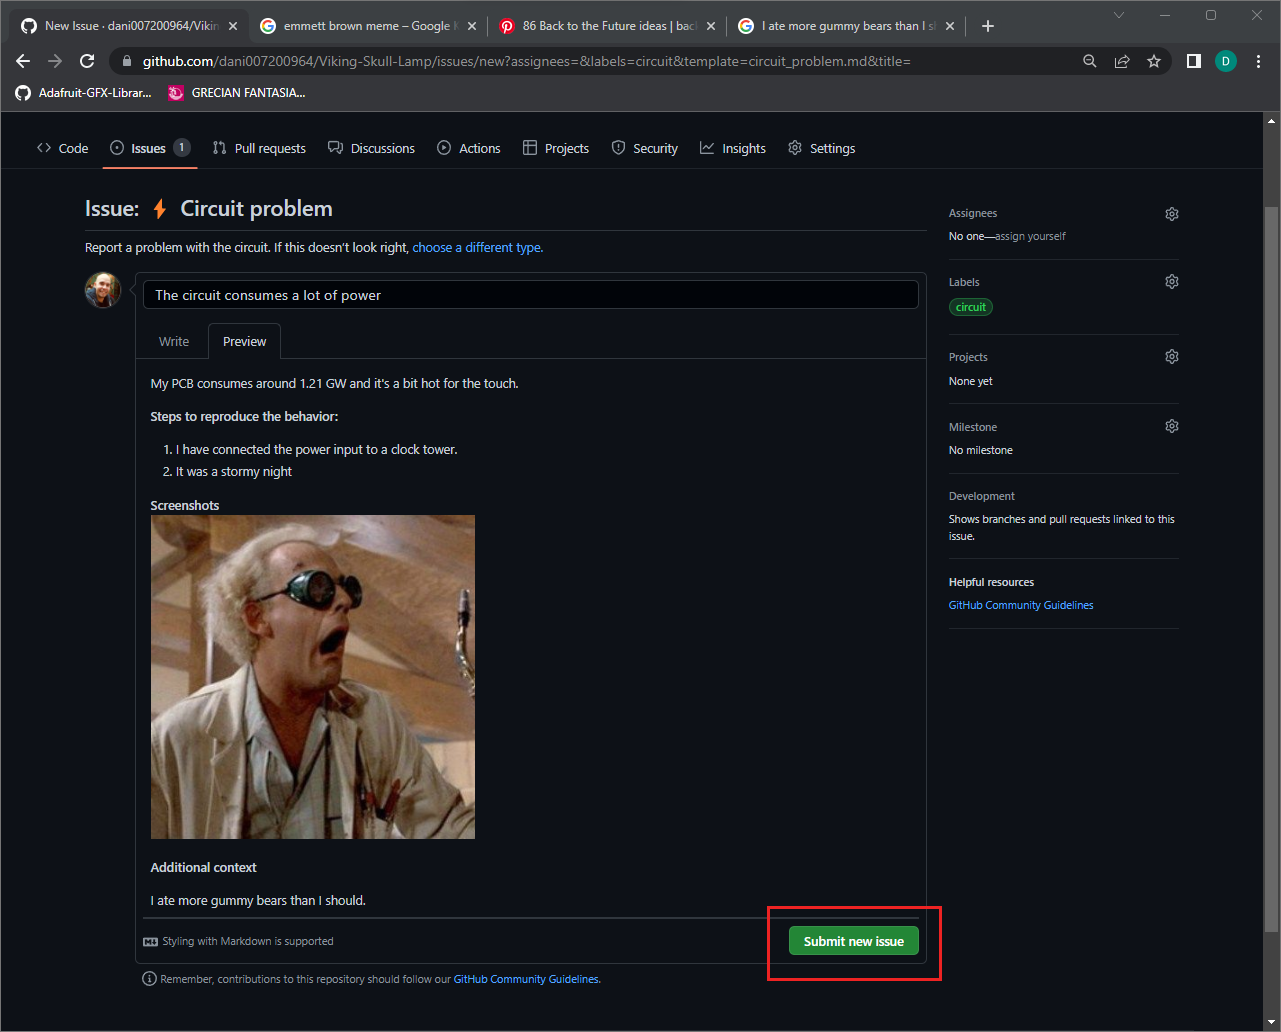 New Issue · dani007200964/Vikin
emmett brown meme – Google K
86 Back to the Future ideas | bac
I ate more gummy bears than I sh
github.com/dani007200964/Viking-Skull-Lamp/issues/new?assignees=&labels=circuit&template=circuit_problem.md&title=
D
Adafruit-GFX-Librar...
GRECIAN FANTASIA...
Code
Issues 1
Pull requests
Discussions
Actions
Projects
Security
Insights
Settings
Issue: Circuit problem
Report a problem with the circuit. If this doesn't look right, choose a different type.
The circuit consumes a lot of power
Write
Preview
My PCB consumes around 1.21 GW and it's a bit hot for the touch.
Steps to reproduce the behavior:
1. I have connected the power input to a clock tower.
2. It was a stormy night
Screenshots
Additional context
I ate more gummy bears than I should.
Styling with Markdown is supported
Submit new issue
Remember, contributions to this repository should follow our GitHub Community Guidelines.
Assignees
No one—assign yourself
Labels
circuit
Projects
None yet
Milestone
No milestone
Development
Shows branches and pull requests linked to this
issue.
Helpful resources
GitHub Community Guidelines